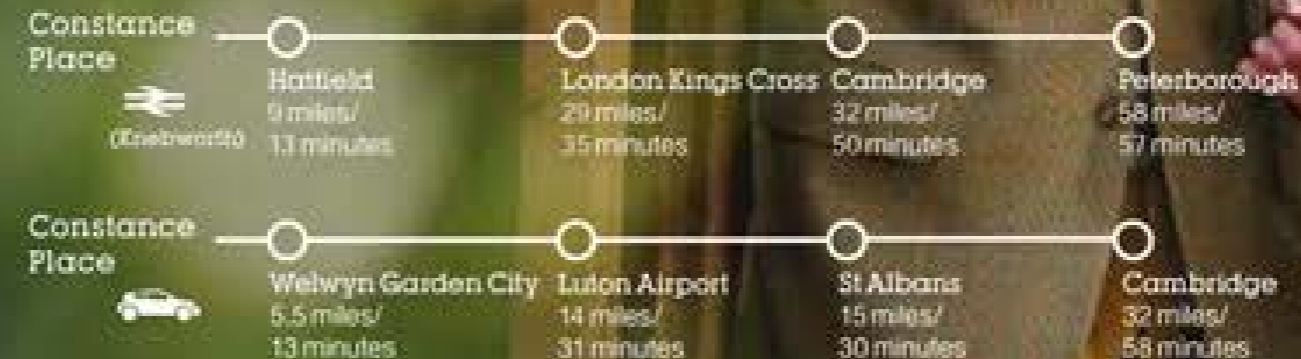 Constance
Place
(Knebworth)
Hatfield
9 miles/
13 minutes
London Kings Cross
29 miles/
35 minutes
Cambridge
32 miles/
50 minutes
Peterborough
58 miles/
57 minutes
Constance
Place
Welwyn Garden City
5.5 miles/
13 minutes
Luton Airport
14 miles/
31 minutes
St Albans
15 miles/
30 minutes
Cambridge
32 miles/
58 minutes